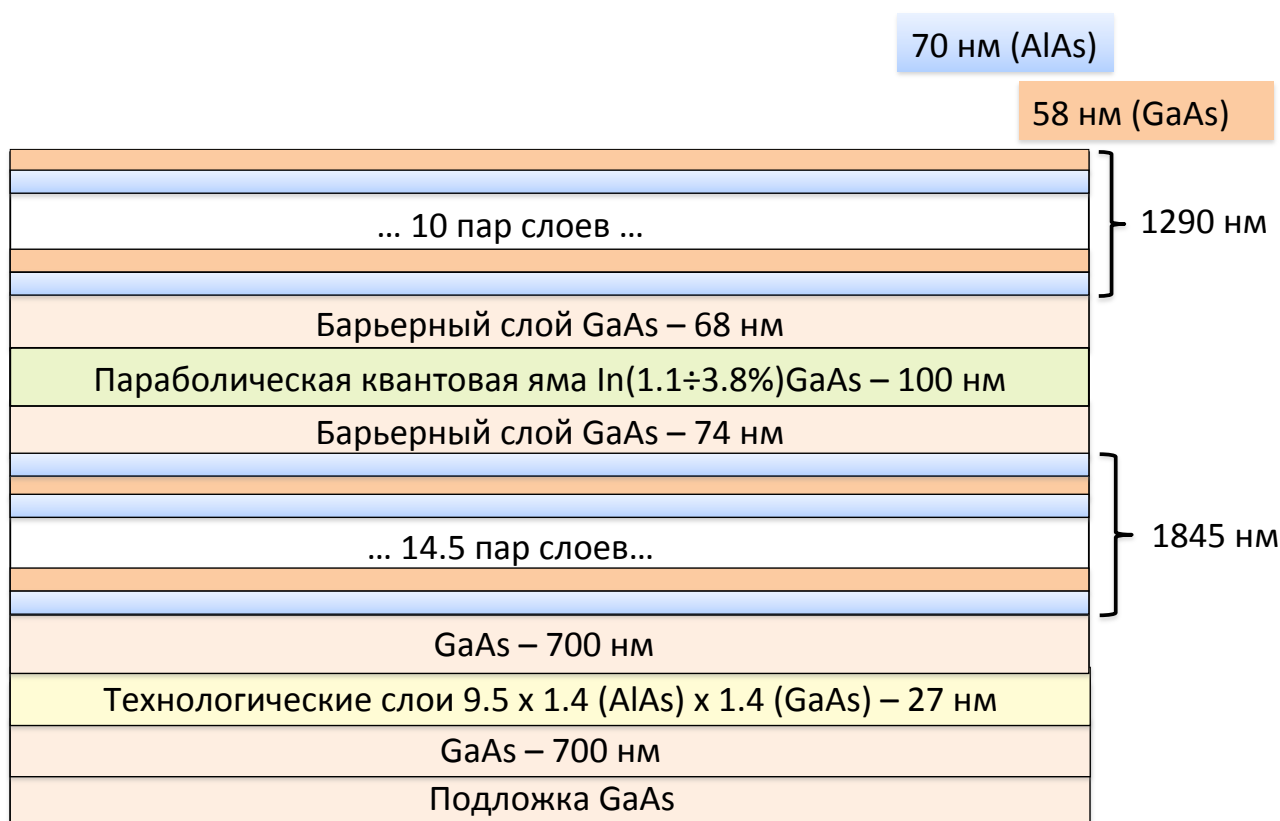 70 нм (AlAs)
58 нм (GaAs)
... 10 пар слоев ...
1290 нм
Барьерный слой GaAs – 68 нм
Параболическая квантовая яма In(1.1÷3.8%)GaAs – 100 нм
Барьерный слой GaAs – 74 нм
... 14.5 пар слоев...
1845 нм
GaAs – 700 нм
Технологические слои 9.5 x 1.4 (AlAs) x 1.4 (GaAs) – 27 нм
GaAs – 700 нм
Подложка GaAs